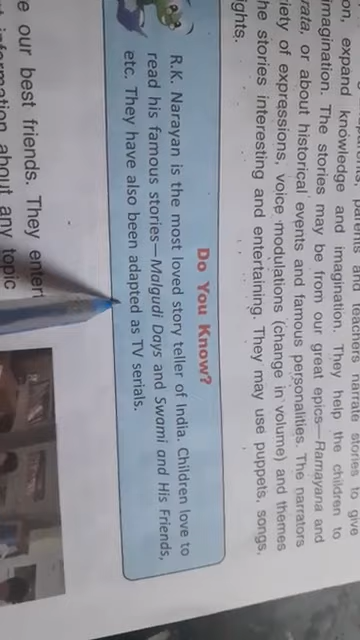 parents and teachers narrate stories give
on, expand knowledge and imagination. They help the children to
imagination. The stories may be from our great epics—Ramayana and
rata, or about historical events and famous personalities. The narrators
riety of expressions, voice modulations (change in volume) and themes
he stories interesting and entertaining. They may use puppets, songs,
ights.
Do You Know?
R.K. Narayan is the most loved story teller of India. Children love to
read his famous stories—Malgudi Days and Swami and His Friends,
etc. They have also been adapted as TV serials.
e our best friends. They entert
information about any topic